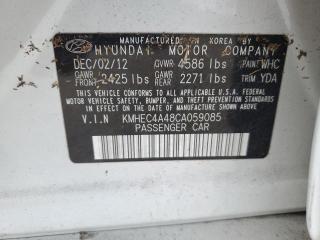 MANUFACTURED BY
HYUNDAI MOTOR COMPANY
DEC/02/12 GVWR 4586 lbs PAINT WHC
GAWR FRONT 2425 lbs GAWR REAR 2271 lbs TRIM YDA
THIS VEHICLE CONFORMS TO ALL APPLICABLE
U.S.A. FEDERAL MOTOR VEHICLE SAFETY, BUMPER,
AND THEFT PREVENTION STANDARDS IN EFFECT ON
THE DATE OF MANUFACTURE SHOWN ABOVE.
V.I.N KMHEC4A48CA059085
PASSENGER CAR